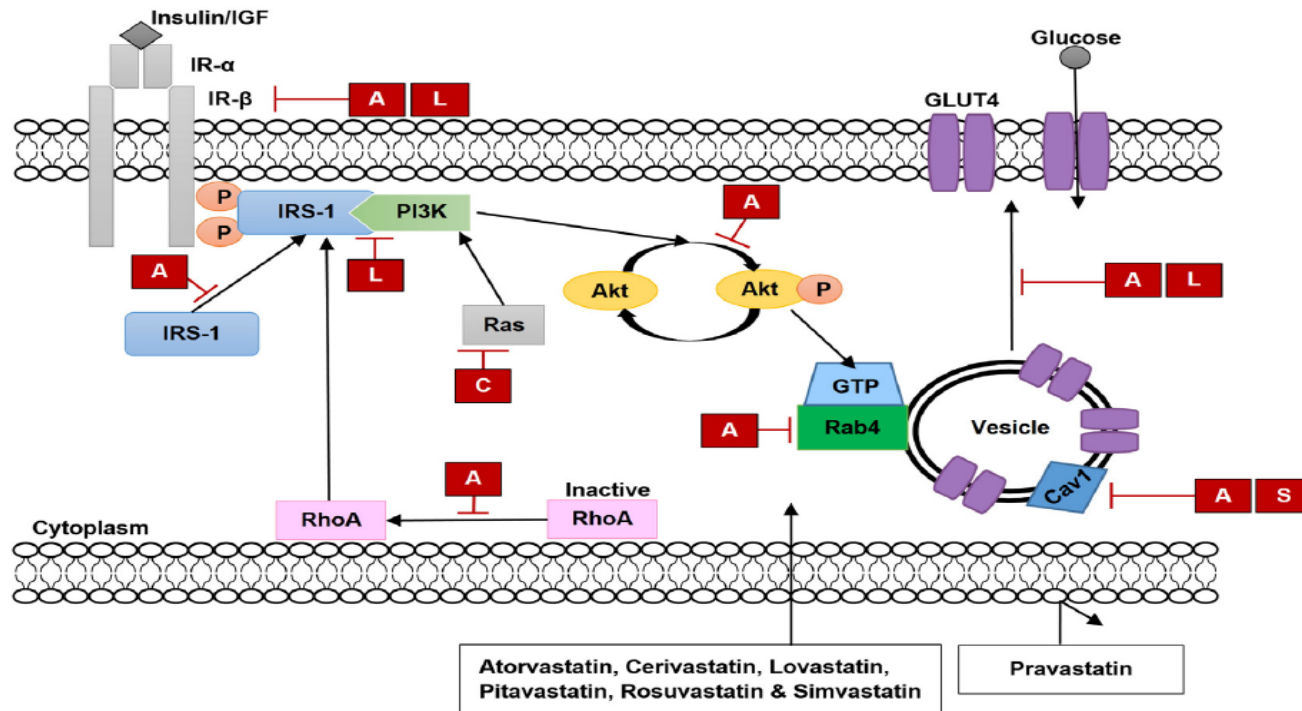 Insulin/IGF
Glucose
IR-α
IR-β
A L
GLUT4
P
IRS-1
PI3K
A
P
A
L
Akt
Akt
P
A L
IRS-1
Ras
C
GTP
A
Rab4
Vesicle
Cav1
A S
A
Inactive
RhoA
RhoA
Cytoplasm
Atorvastatin, Cerivastatin, Lovastatin,
Pitavastatin, Rosuvastatin & Simvastatin
Pravastatin